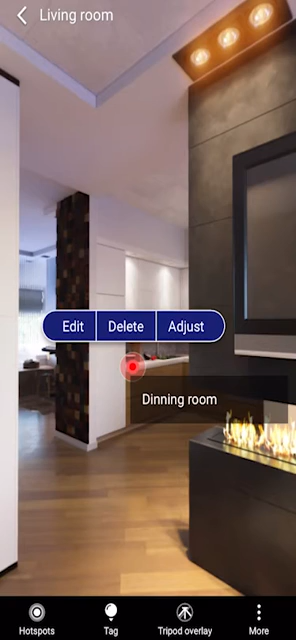 Living room
Edit Delete Adjust
Dinning room
Hotspots Tag Tripod overlay More